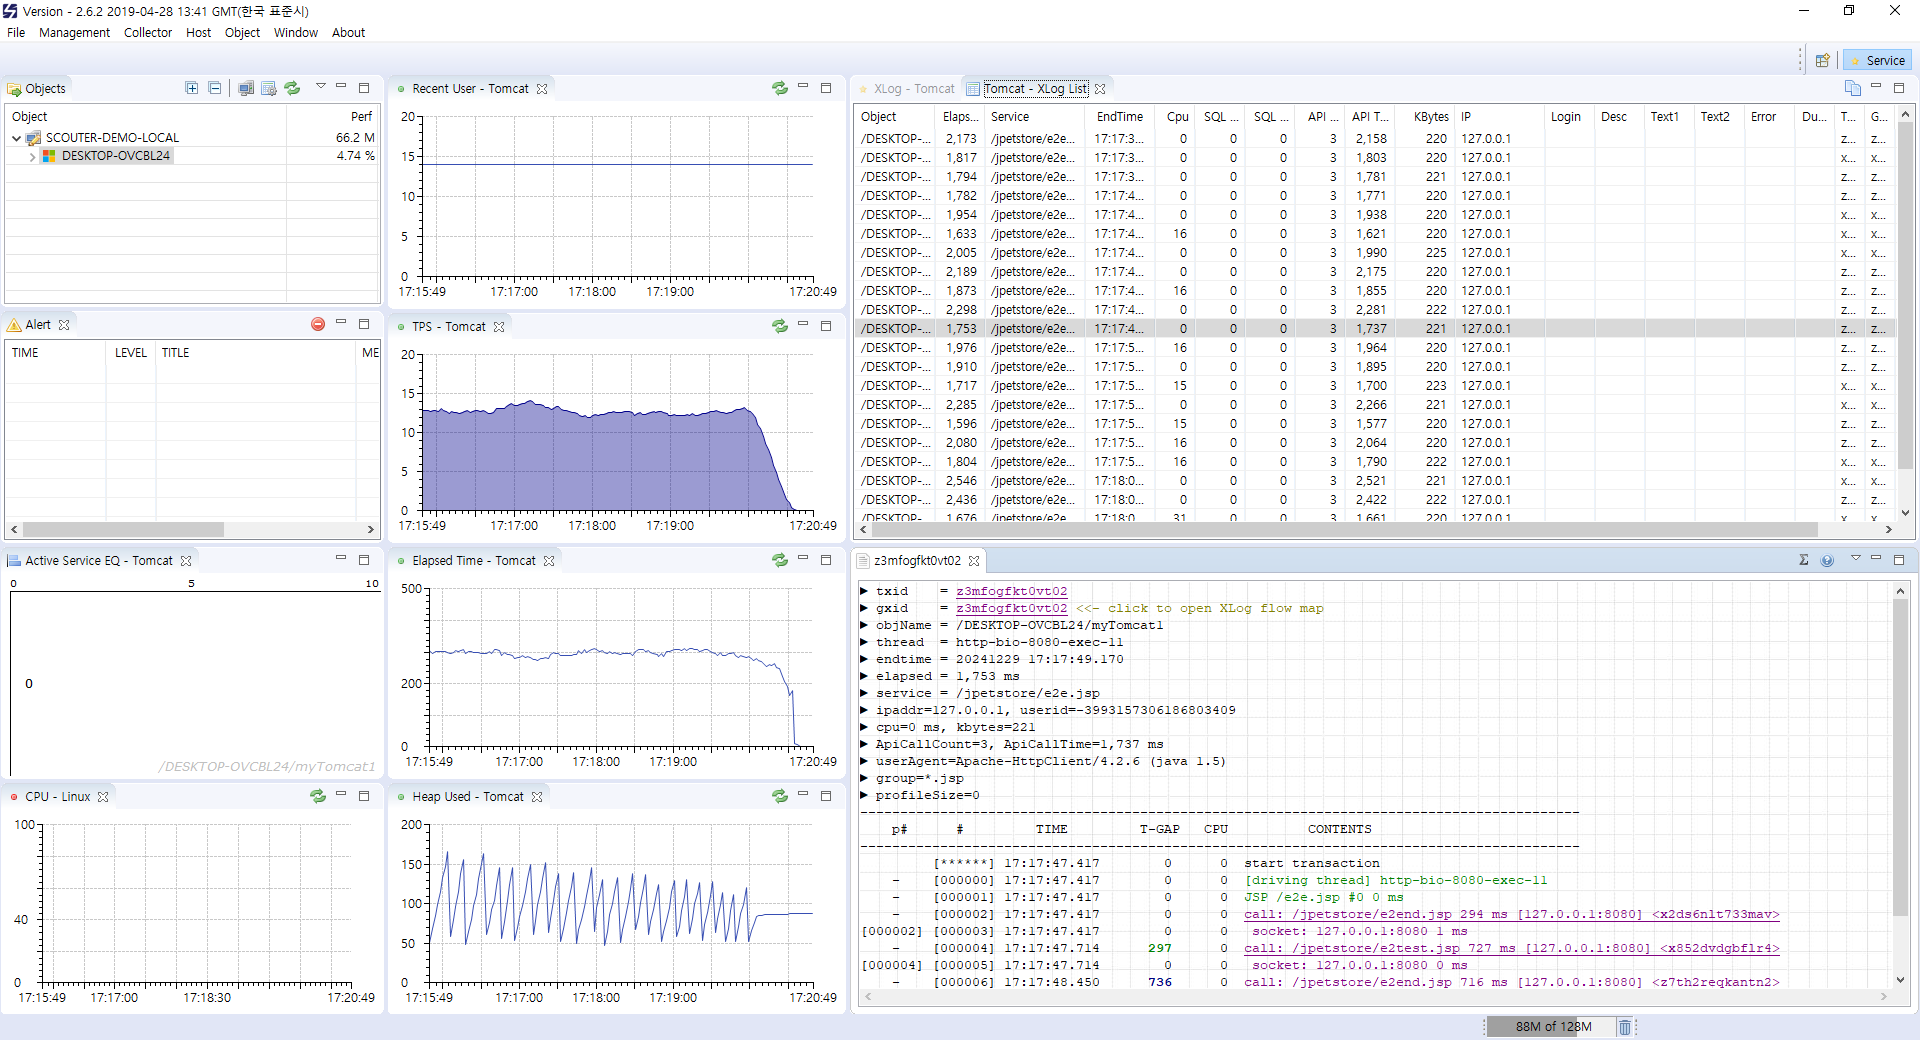 Version - 2.6.2 2019-04-28 13:41 GMT(한국 표준시)
File Management Collector Host Object Window About
Service
Objects
Object Perf
SCOUTER-DEMO-LOCAL 66.2 M
DESKTOP-OVCBL24 4.74 %
Alert
TIME LEVEL TITLE ME
Active Service EQ - Tomcat
0 5 10
0
/DESKTOP-OVCBL24/myTomcat1
CPU - Linux
100
40
0
17:15:49 17:17:00 17:18:30 17:20:49
Recent User - Tomcat
20
15
10
5
0
17:15:49 17:17:00 17:18:00 17:19:00 17:20:49
TPS - Tomcat
20
15
10
5
0
17:15:49 17:17:00 17:18:00 17:19:00 17:20:49
Elapsed Time - Tomcat
500
200
0
17:15:49 17:17:00 17:18:00 17:19:00 17:20:49
Heap Used - Tomcat
200
150
100
50
0
17:15:49 17:17:00 17:18:00 17:19:00 17:20:49
XLog - Tomcat Tomcat - XLog List
Object Elaps... Service EndTime Cpu SQL ... SQL ... API ... API T... KBytes IP Login Desc Text1 Text2 Error Du... T... G...
/DESKTOP-... 2,173 /jpetstore/e2e... 17:17:3... 0 0 0 3 2,158 220 127.0.0.1 z... z...
/DESKTOP-... 1,817 /jpetstore/e2e... 17:17:3... 0 0 0 3 1,803 220 127.0.0.1 x... x...
/DESKTOP-... 1,794 /jpetstore/e2e... 17:17:3... 0 0 0 3 1,781 221 127.0.0.1 z... z...
/DESKTOP-... 1,782 /jpetstore/e2e... 17:17:4... 0 0 0 3 1,771 220 127.0.0.1 z... z...
/DESKTOP-... 1,954 /jpetstore/e2e... 17:17:4... 0 0 0 3 1,938 220 127.0.0.1 x... x...
/DESKTOP-... 1,633 /jpetstore/e2e... 17:17:4... 16 0 0 3 1,621 220 127.0.0.1 x... x...
/DESKTOP-... 2,005 /jpetstore/e2e... 17:17:4... 0 0 0 3 1,990 225 127.0.0.1 x... x...
/DESKTOP-... 2,189 /jpetstore/e2e... 17:17:4... 0 0 0 3 2,175 220 127.0.0.1 z... z...
/DESKTOP-... 1,873 /jpetstore/e2e... 17:17:4... 16 0 0 3 1,855 220 127.0.0.1 z... z...
/DESKTOP-... 2,298 /jpetstore/e2e... 17:17:4... 0 0 0 3 2,281 222 127.0.0.1 x... x...
/DESKTOP-... 1,753 /jpetstore/e2e... 17:17:4... 0 0 0 3 1,737 221 127.0.0.1 z... z...
/DESKTOP-... 1,976 /jpetstore/e2e... 17:17:5... 16 0 0 3 1,964 220 127.0.0.1 z... z...
/DESKTOP-... 1,910 /jpetstore/e2e... 17:17:5... 0 0 0 3 1,895 220 127.0.0.1 z... z...
/DESKTOP-... 1,717 /jpetstore/e2e... 17:17:5... 15 0 0 3 1,700 223 127.0.0.1 x... x...
/DESKTOP-... 2,285 /jpetstore/e2e... 17:17:5... 0 0 0 3 2,266 221 127.0.0.1 x... x...
/DESKTOP-... 1,596 /jpetstore/e2e... 17:17:5... 15 0 0 3 1,577 220 127.0.0.1 z... z...
/DESKTOP-... 2,080 /jpetstore/e2e... 17:17:5... 16 0 0 3 2,064 220 127.0.0.1 z... z...
/DESKTOP-... 1,804 /jpetstore/e2e... 17:17:5... 16 0 0 3 1,790 222 127.0.0.1 x... x...
/DESKTOP-... 2,546 /jpetstore/e2e... 17:18:0... 0 0 0 3 2,521 221 127.0.0.1 x... x...
/DESKTOP-... 2,436 /jpetstore/e2e... 17:18:0... 0 0 0 3 2,422 222 127.0.0.1 z... z...
/DESKTOP-... 1,676 /jpetstore/e2e... 17:18:0... 31 0 0 3 1,661 220 127.0.0.1 x... x...
z3mfogfkt0vt02
▶ txid = z3mfogfkt0vt02
▶ gxid = z3mfogfkt0vt02 <<- click to open XLog flow map
▶ objName = /DESKTOP-OVCBL24/myTomcat1
▶ thread = http-bio-8080-exec-11
▶ endtime = 20241229 17:17:49.170
▶ elapsed = 1,753 ms
▶ service = /jpetstore/e2e.jsp
▶ ipaddr=127.0.0.1, userid=-3993157306186803409
▶ cpu=0 ms, kbytes=221
▶ ApiCallCount=3, ApiCallTime=1,737 ms
▶ userAgent=Apache-HttpClient/4.2.6 (java 1.5)
▶ group=*.jsp
▶ profileSize=0
p# # TIME T-GAP CPU CONTENTS
[******] 17:17:47.417 0 0 start transaction
- [000000] 17:17:47.417 0 0 [driving thread] http-bio-8080-exec-11
- [000001] 17:17:47.417 0 0 JSP /e2e.jsp #0 0 ms
- [000002] 17:17:47.417 0 0 call: /jpetstore/e2end.jsp 294 ms [127.0.0.1:8080] <x2ds6nlt733mav>
[000002] [000003] 17:17:47.417 0 0 socket: 127.0.0.1:8080 1 ms
- [000004] 17:17:47.714 297 0 call: /jpetstore/e2test.jsp 727 ms [127.0.0.1:8080] <x852dvdgbflr4>
[000004] [000005] 17:17:47.714 0 0 socket: 127.0.0.1:8080 0 ms
- [000006] 17:17:48.450 736 0 call: /jpetstore/e2end.jsp 716 ms [127.0.0.1:8080] <z7th2reqkantn2>
88M of 128M